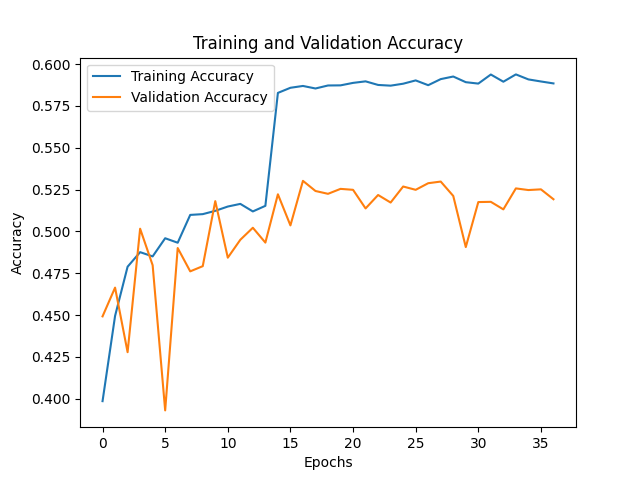 Training and Validation Accuracy
0.600
0.575
0.550
0.525
0.500
0.475
0.450
0.425
0.400
Accuracy
Training Accuracy
Validation Accuracy
0 5 10 15 20 25 30 35
Epochs